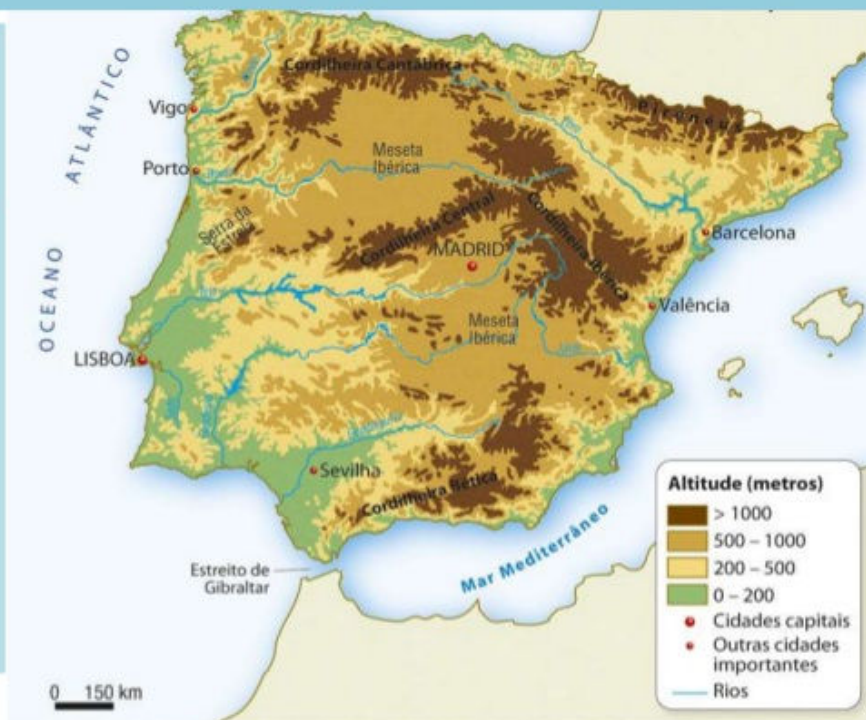 OCEANO
ATLÂNTICO
Cordilheira Cantábrica
Pirenéus
Vigo
Meseta
Ibérica
Porto
Serra da
Estrela
Cordilheira Central
Cordilheira Ibérica
MADRID
Barcelona
Valência
Meseta
Ibérica
LISBOA
Sevilha
Cordilheira Bética
Estreito de
Gibraltar
Mar Mediterrâneo
Altitude (metros)
> 1000
500 – 1000
200 – 500
0 – 200
Cidades capitais
Outras cidades
importantes
Rios
0 150 km